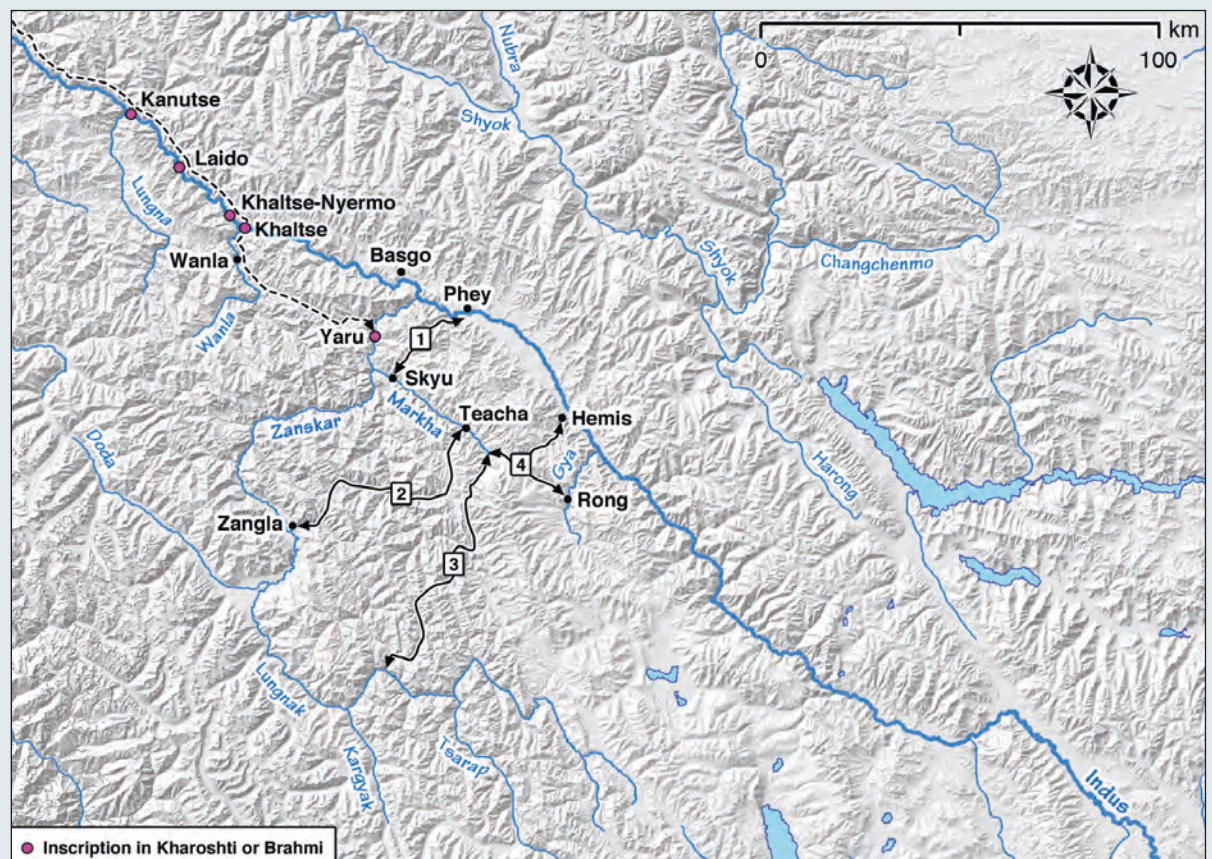 km
0
100
Nubra
Shyok
Kanutse
Laido
Lungna
Khaltse-Nyermo
Khaltse
Wanla
Wanla
Basgo
Phey
Shyok
Changchenmo
Yaru
1
Skyu
Markha
Teacha
Hemis
Zanskar
Doda
4
Gya
Harong
2
Rong
Zangla
3
Lungnak
Kargyak
Tsarap
Indus
Inscription in Kharoshti or Brahmi